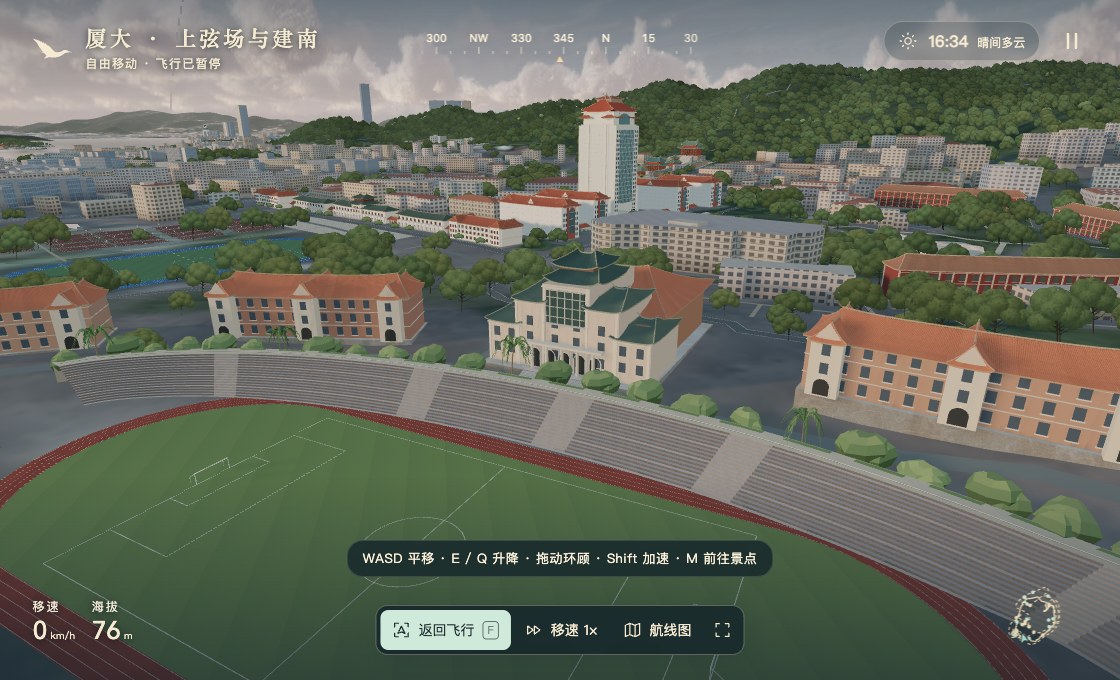 厦大 · 上弦场与建南
自由移动 · 飞行已暂停
300 NW 330 345 N 15 30
16:34 晴间多云
WASD 平移 · E / Q 升降 · 拖动环顾 · Shift 加速 · M 前往景点
移速 海拔
0 km/h 76 m
A 返回飞行 F 移速 1× 航线图